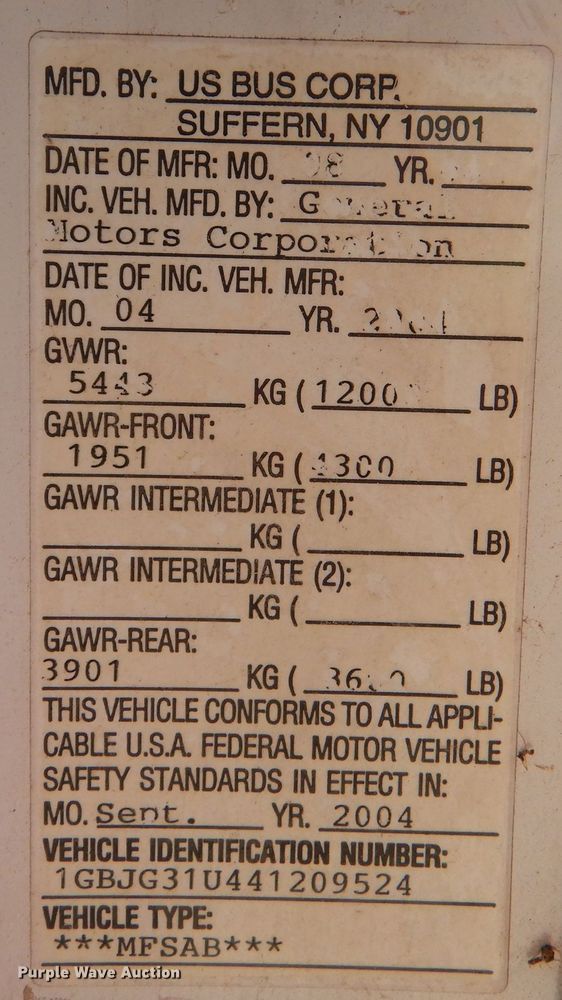 MFD. BY: US BUS CORP.
SUFFERN, NY 10901
DATE OF MFR: MO. YR.
INC. VEH. MFD. BY: General
Motors Corporation
DATE OF INC. VEH. MFR:
MO. 04 YR.
GVWR:
5443 KG ( LB)
GAWR-FRONT:
1951 KG ( 4300 LB)
GAWR INTERMEDIATE (1):
KG ( LB)
GAWR INTERMEDIATE (2):
KG ( LB)
GAWR-REAR:
3901 KG ( LB)
THIS VEHICLE CONFORMS TO ALL APPLI-
CABLE U.S.A. FEDERAL MOTOR VEHICLE
SAFETY STANDARDS IN EFFECT IN:
MO. Sept. YR. 2004
VEHICLE IDENTIFICATION NUMBER:
1GBJG31U441209524
VEHICLE TYPE:
***MFSAB***
Purple Wave Auction